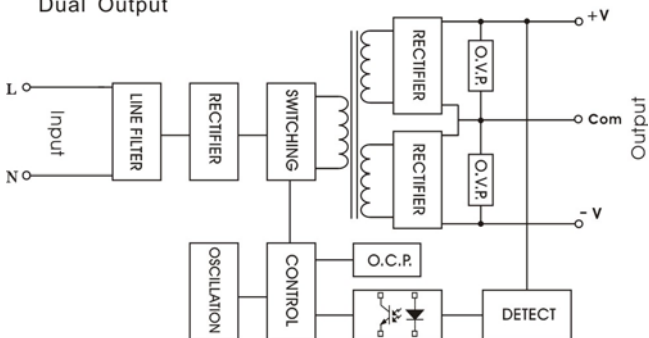 Dual Output
+V
RECTIFIER
O.V.P.
L
Input
N
LINE FILTER
RECTIFIER
SWITCHING
Com
Output
RECTIFIER
O.V.P.
- V
OSCILLATION
CONTROL
O.C.P.
DETECT